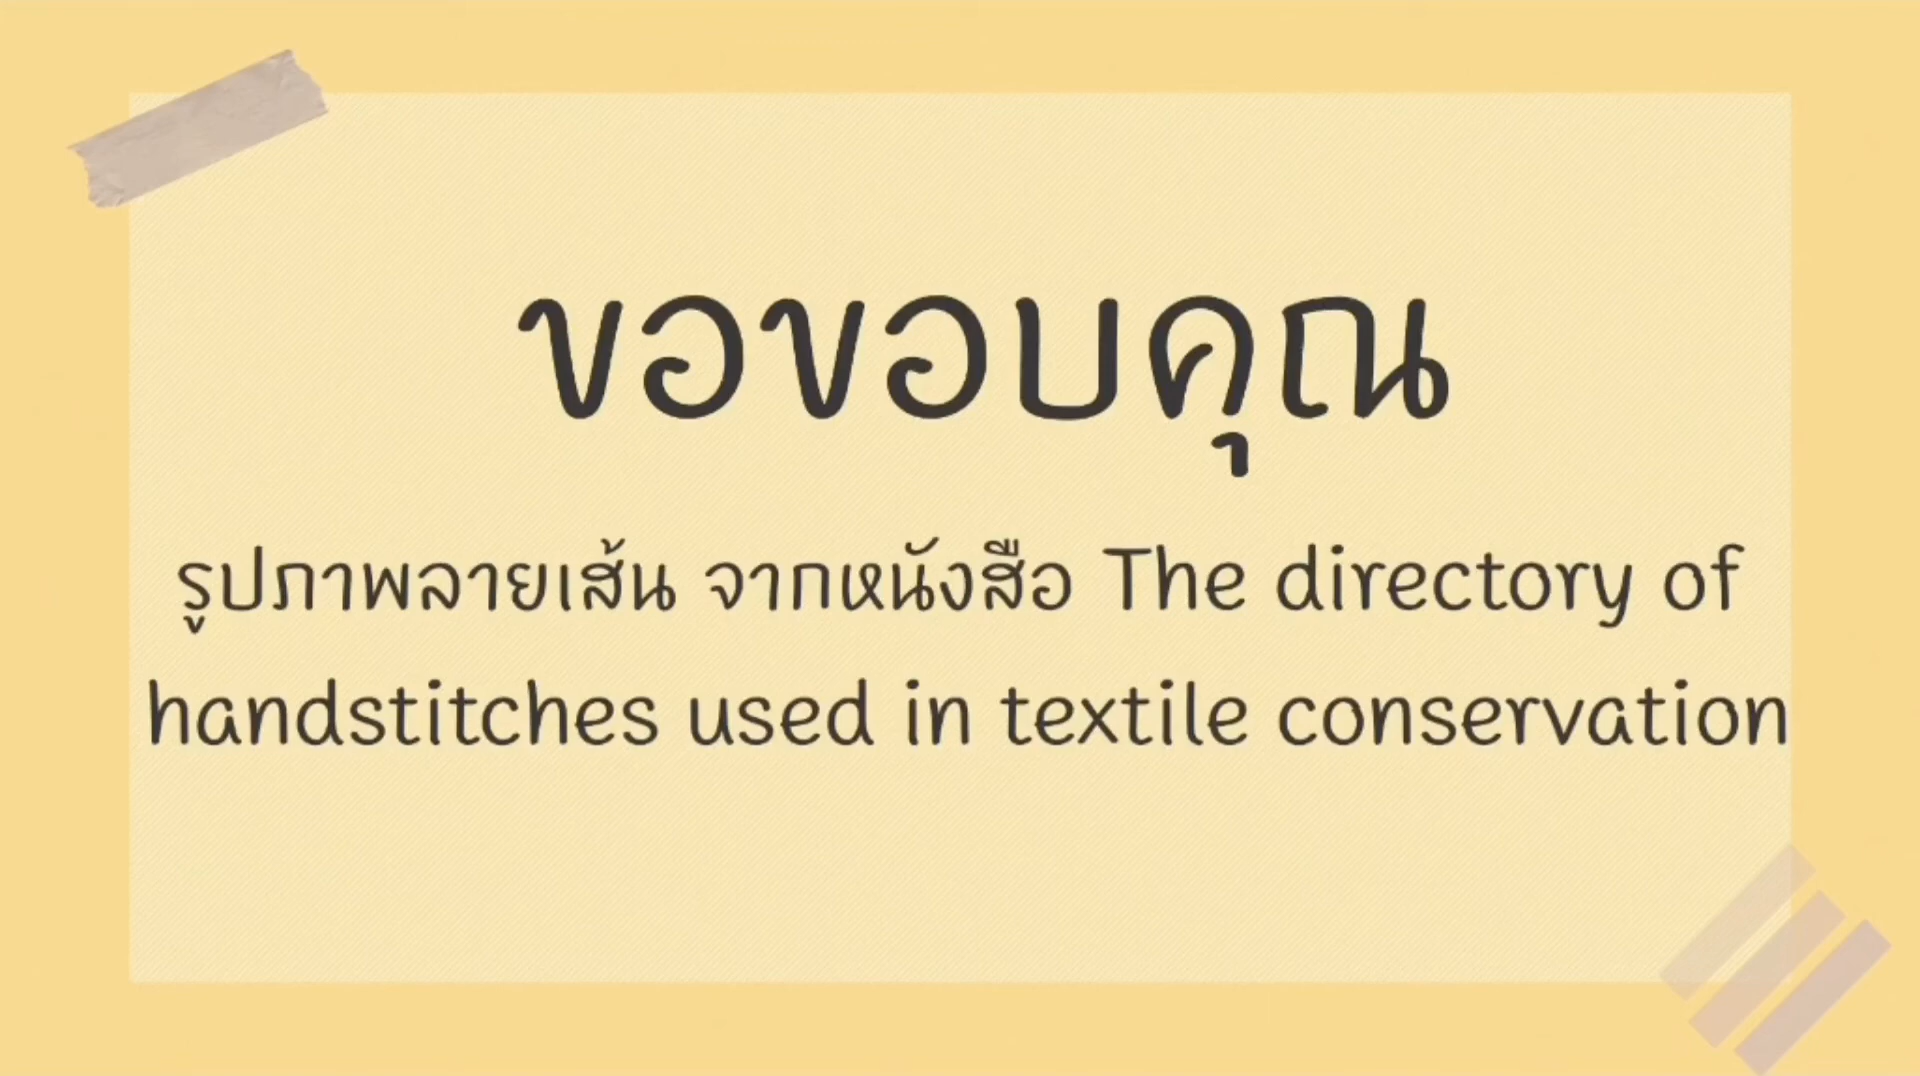 ขอขอบคุณ
รูปภาพลายเส้น จากหนังสือ The directory of
handstitches used in textile conservation